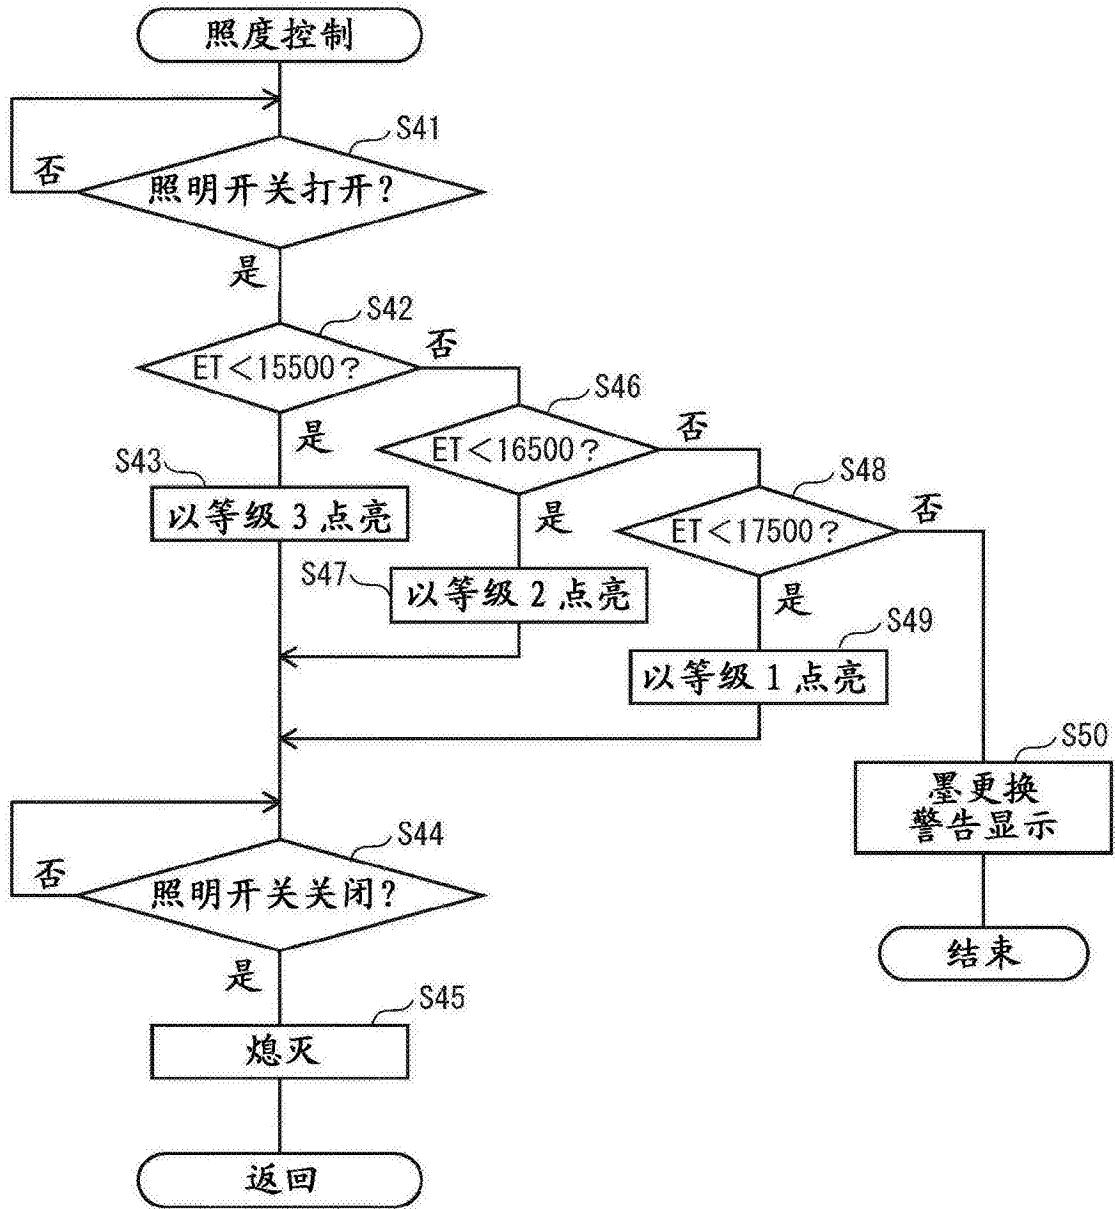 照度控制
S41
否
照明开关打开?
是
S42
ET＜15500？
否
是
S46
ET＜16500？
否
S43
以等级3点亮
是
S48
ET＜17500？
否
S47
以等级2点亮
是
S49
以等级1点亮
S50
墨更换
警告显示
S44
否
照明开关关闭?
结束
是
S45
熄灭
返回